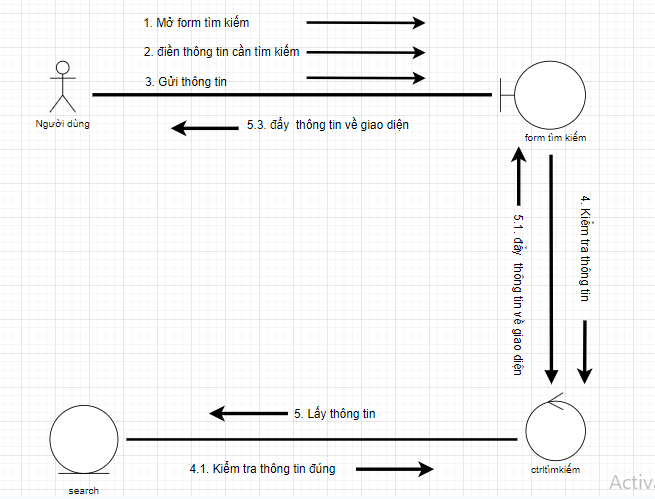 1. Mở form tìm kiếm
2. điền thông tin cần tìm kiếm
3. Gửi thông tin
Người dùng
5.3. đẩy thông tin về giao diện
form tìm kiếm
4. Kiểm tra thông tin
5.1. đẩy thông tin về giao diện
5. Lấy thông tin
4.1. Kiểm tra thông tin đúng
search
ctrltìmkiếm
Activa